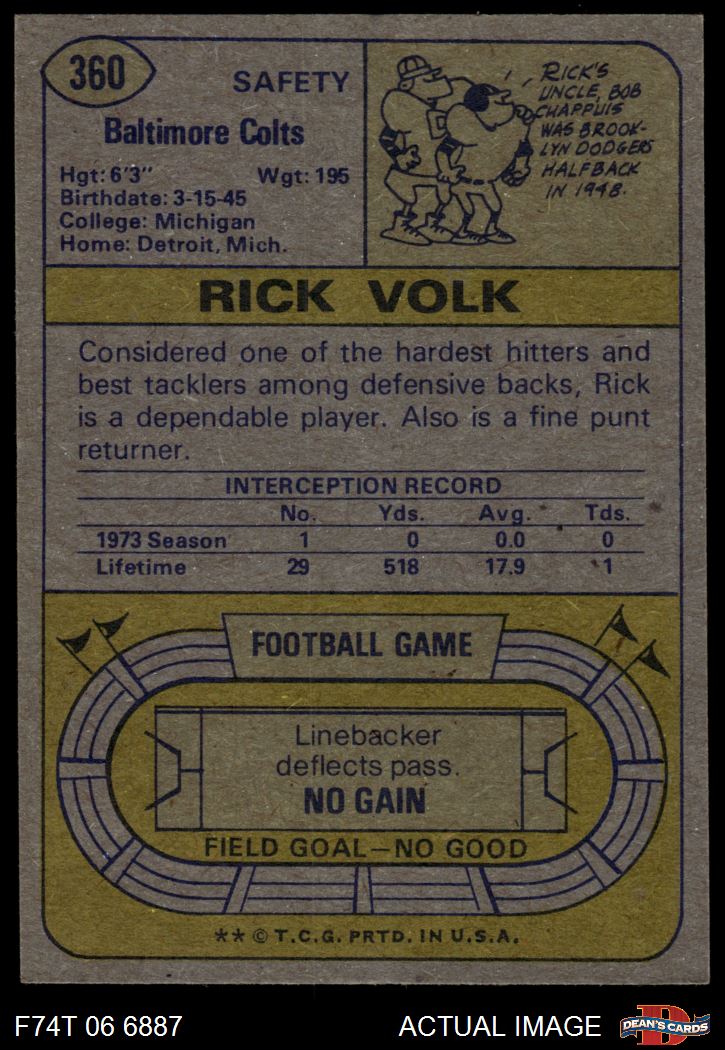 360
SAFETY
Baltimore Colts
Hgt: 6'3" Wgt: 195
Birthdate: 3-15-45
College: Michigan
Home: Detroit, Mich.
RICK'S
UNCLE, BOB
CHAPPUIS
WAS BROOK-
LYN DODGERS
HALFBACK
IN 1948.
RICK VOLK
Considered one of the hardest hitters and
best tacklers among defensive backs, Rick
is a dependable player. Also is a fine punt
returner.
INTERCEPTION RECORD
No. Yds. Avg. Tds.
1973 Season 1 0 0.0 0
Lifetime 29 518 17.9 1
FOOTBALL GAME
Linebacker
deflects pass.
NO GAIN
FIELD GOAL—NO GOOD
** © T.C.G. PRTD. IN U.S.A.
F74T 06 6887 ACTUAL IMAGE
DEAN'S CARDS